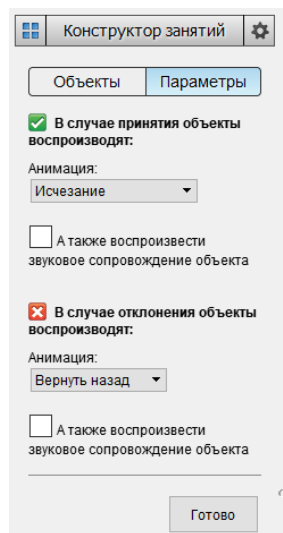 Конструктор занятий
Объекты Параметры
В случае принятия объекты
воспроизводят:
Анимация:
Исчезание
А также воспроизвести
звуковое сопровождение объекта
В случае отклонения объекты
воспроизводят:
Анимация:
Вернуть назад
А также воспроизвести
звуковое сопровождение объекта
Готово